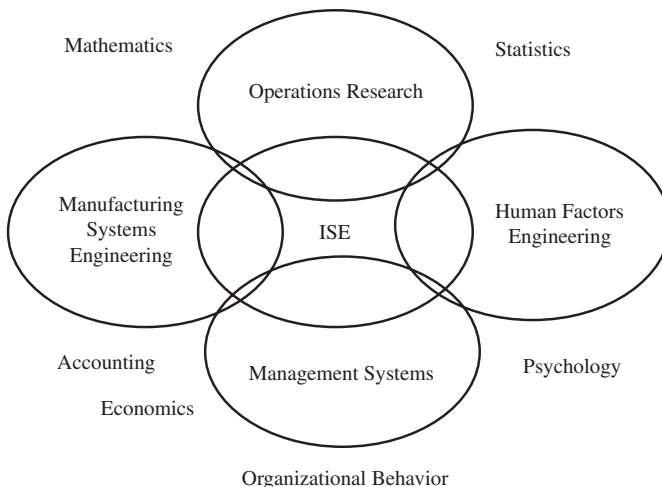 Mathematics
Statistics
Operations Research
Manufacturing
Systems
Engineering
ISE
Human Factors
Engineering
Accounting
Management Systems
Psychology
Economics
Organizational Behavior